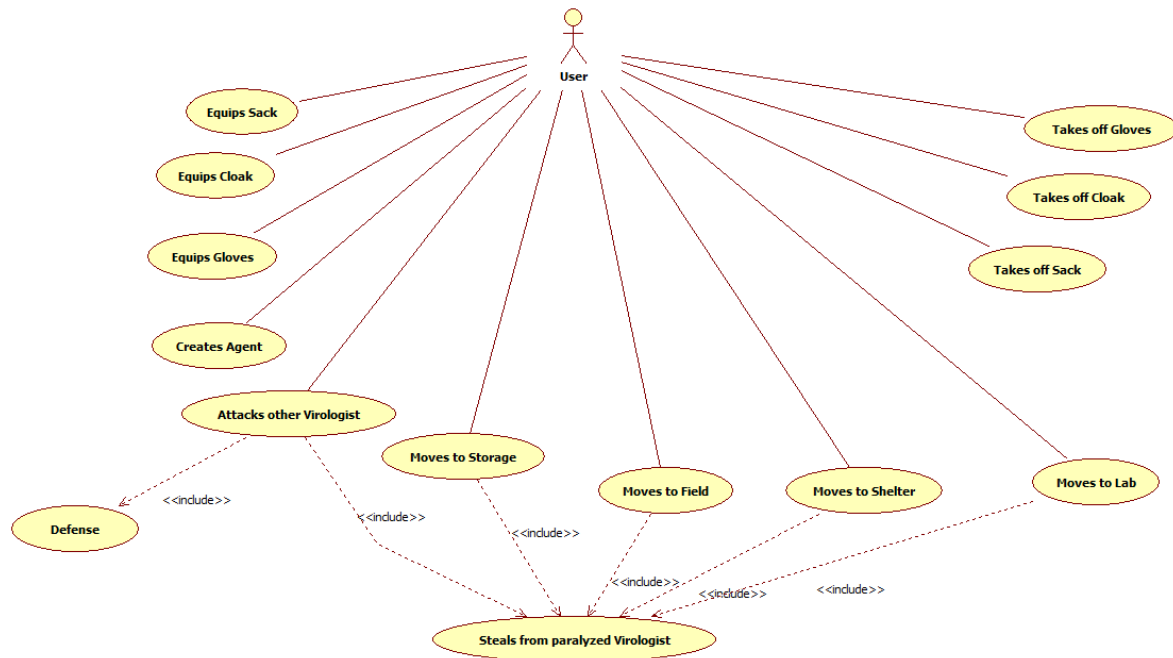 User
Equips Sack
Takes off Gloves
Equips Cloak
Takes off Cloak
Equips Gloves
Takes off Sack
Creates Agent
Attacks other Virologist
Moves to Storage
Moves to Field
Moves to Shelter
Moves to Lab
<<include>>
Defense
<<include>>
<<include>>
<<include>>
<<include>>
<<include>>
Steals from paralyzed Virologist